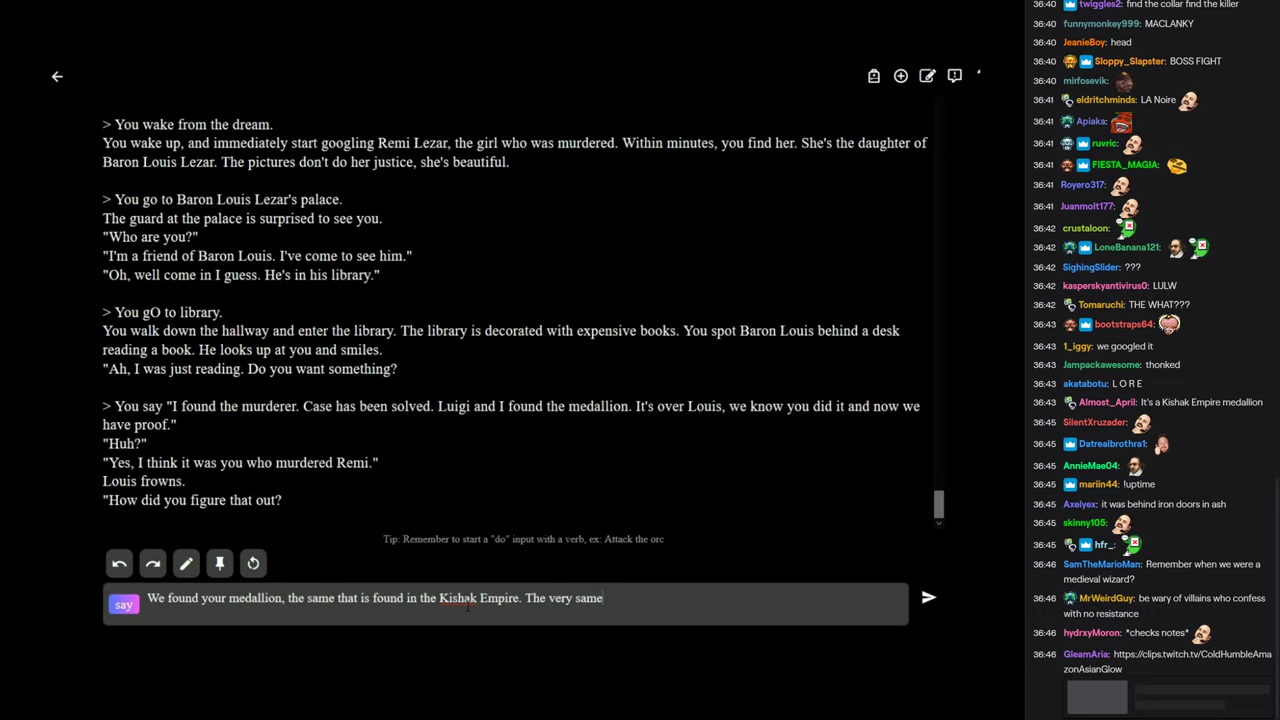 > You wake from the dream.
You wake up, and immediately start googling Remi Lezar, the girl who was murdered. Within minutes, you find her. She's the daughter of
Baron Louis Lezar. The pictures don't do her justice, she's beautiful.
> You go to Baron Louis Lezar's palace.
The guard at the palace is surprised to see you.
"Who are you?"
"I'm a friend of Baron Louis. I've come to see him."
"Oh, well come in I guess. He's in his library."
> You gO to library.
You walk down the hallway and enter the library. The library is decorated with expensive books. You spot Baron Louis behind a desk
reading a book. He looks up at you and smiles.
"Ah, I was just reading. Do you want something?
> You say "I found the murderer. Case has been solved. Luigi and I found the medallion. It's over Louis, we know you did it and now we
have proof."
"Huh?"
"Yes, I think it was you who murdered Remi."
Louis frowns.
"How did you figure that out?
Tip: Remember to start a "do" input with a verb, ex: Attack the orc
say We found your medallion, the same that is found in the Kishak Empire. The very same
36:40 twiggles2: find the collar find the killer
36:40 funnymonkey999: MACLANKY
36:40 JeanieBoy: head
36:40 Sloppy_Slapster: BOSS FIGHT
36:40 mirfosevik:
36:41 eldritchminds: LA Noire
36:41 Apiaka:
36:41 ruvric:
36:41 FIESTA_MAGIA:
36:41 Royero317:
36:41 Juanmolt177:
36:42 crustaloon:
36:42 LoneBanana121:
36:42 SighingSlider: ???
36:42 kasperskyantivirus0: LULW
36:42 Tomaruchi: THE WHAT???
36:43 bootstraps64:
36:43 1_iggy: we googled it
36:43 Jampackawesome: thonked
36:43 akatabotu: L O R E
36:43 Almost_April: It's a Kishak Empire medallion
36:45 SilentXruzader:
36:45 Datrealbrothra1:
36:45 AnnieMae04:
36:45 mariin44: !uptime
36:45 Axelyex: it was behind iron doors in ash
36:45 skinny105:
36:45 hfr_:
36:46 SamTheMarioMan: Remember when we were a
medieval wizard?
36:46 MrWeirdGuy: be wary of villains who confess
with no resistance
36:46 hydrxyMoron: *checks notes*
36:46 GleamAria: https://clips.twitch.tv/ColdHumbleAma
zonAsianGlow